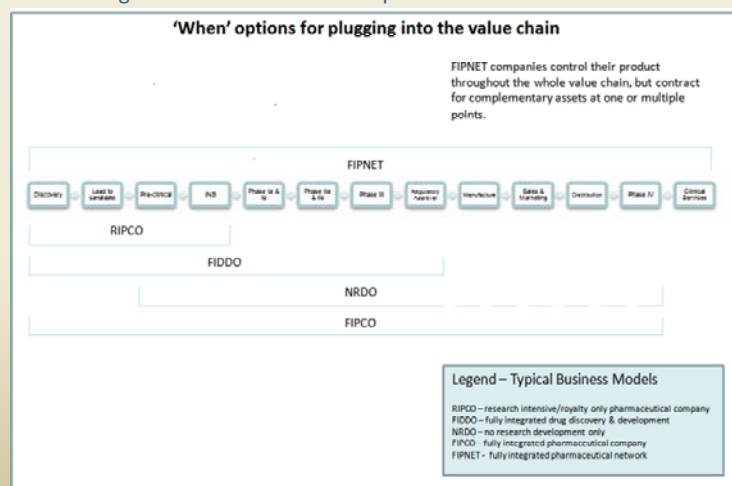 'When' options for plugging into the value chain
FIPNET companies control their product
throughout the whole value chain, but contract
for complementary assets at one or multiple
points.
FIPNET
Discovery
Lead to
candidate
Pre-clinical
IND
Phase Ia &
Ib
Phase IIa
& IIb
Phase III
Regulatory
Approval
Manufacture
Sales &
Marketing
Distribution
Phase IV
Clinical
Services
RIPCO
FIDDO
NRDO
FIPCO
Legend – Typical Business Models
RIPCO – research intensive/royalty only pharmaceutical company
FIDDO – fully integrated drug discovery & development
NRDO – no research development only
FIPCO – fully integrated pharmaceutical company
FIPNET - fully integrated pharmaceutical network